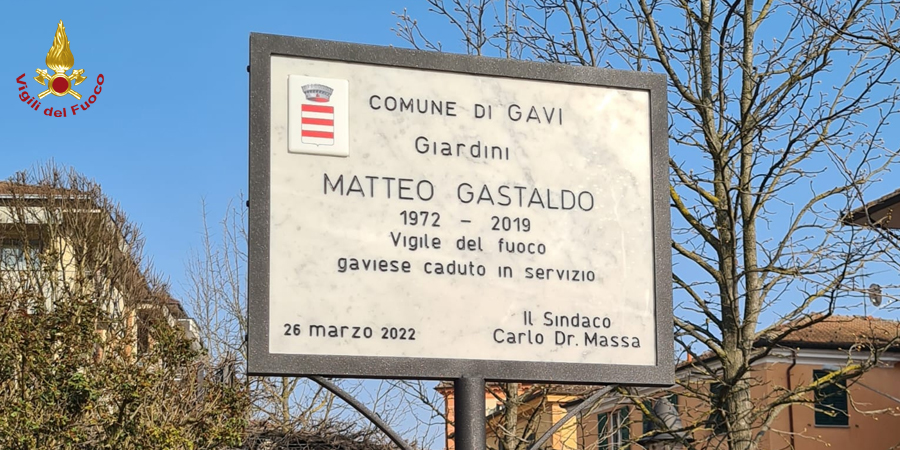 Vigili del Fuoco
COMUNE DI GAVI
Giardini
MATTEO GASTALDO
1972 - 2019
Vigile del fuoco
gaviese caduto in servizio
26 marzo 2022
Il Sindaco
Carlo Dr. Massa